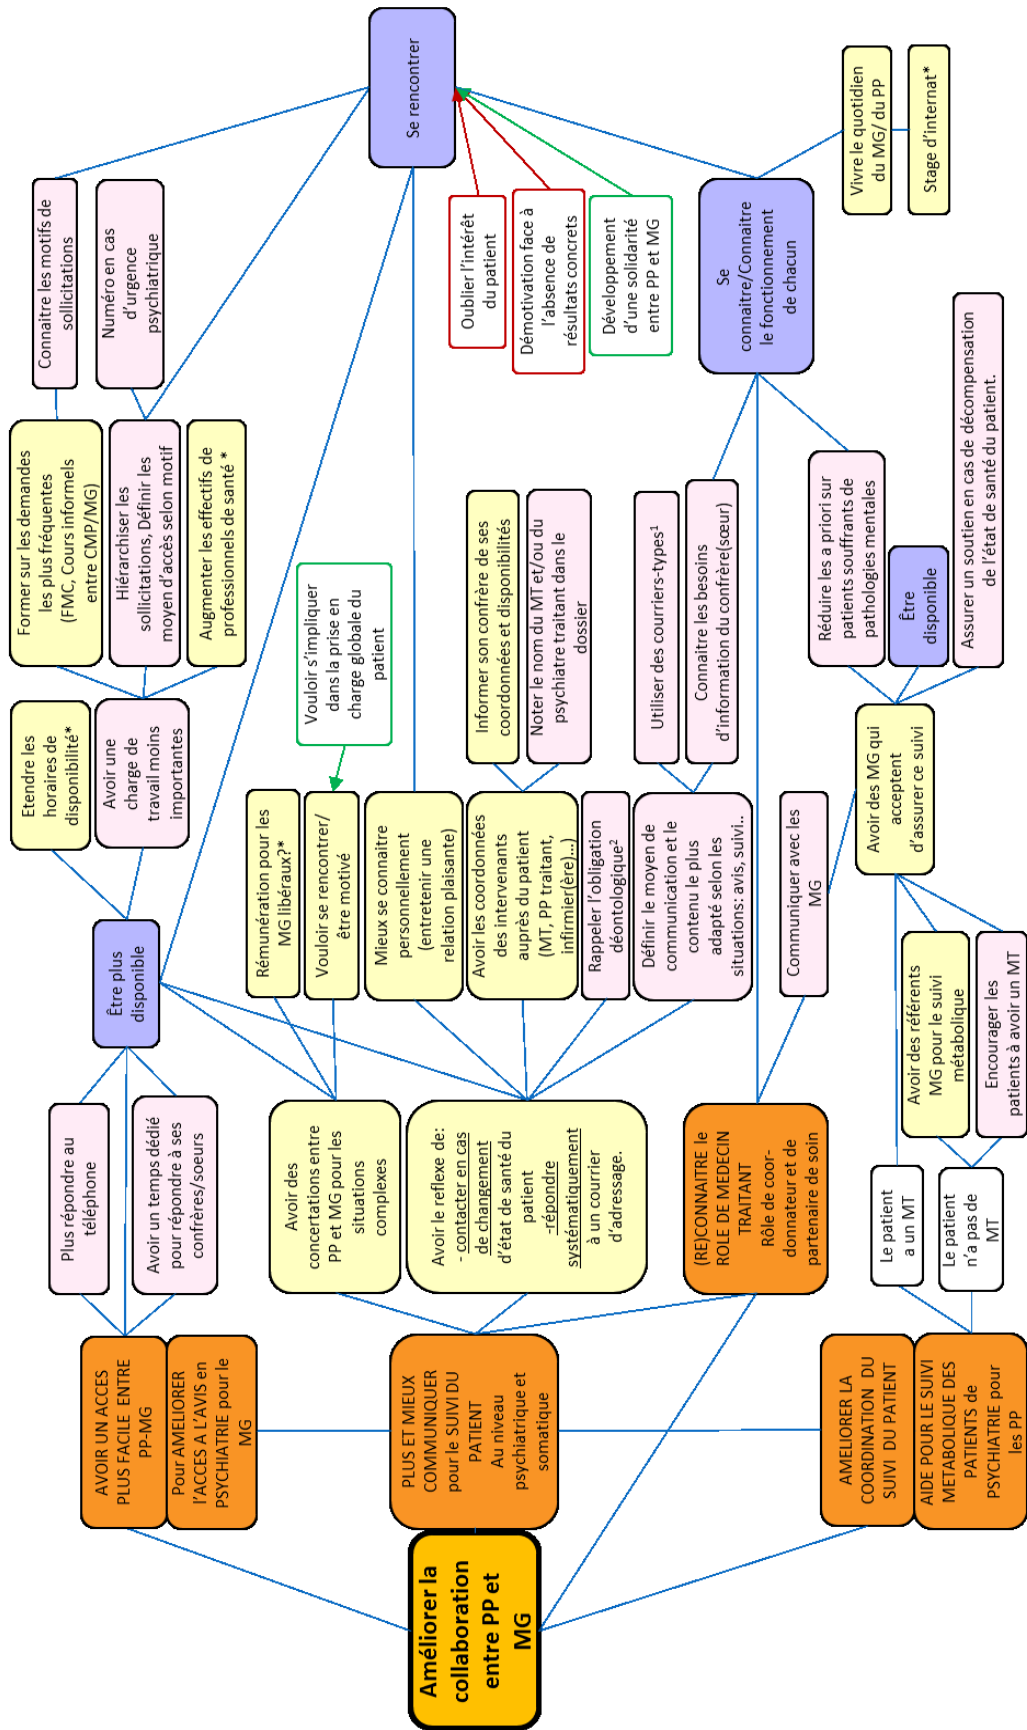 Améliorer la
collaboration
entre PP et
MG
AVOIR UN ACCES
PLUS FACILE ENTRE
PP-MG
Pour AMELIORER
l'ACCES A L'AVIS en
PSYCHIATRIE pour le
MG
PLUS ET MIEUX
COMMUNIQUER
pour le SUIVI DU
PATIENT
Au niveau
psychiatrique et
somatique
AMELIORER LA
COORDINATION DU
SUIVI DU PATIENT
AIDE POUR LE SUIVI
METABOLIQUE DES
PATIENTS de
PSYCHIATRIE pour
les PP
Plus répondre au
téléphone
Avoir un temps dédié
pour répondre à ses
confrères/soeurs
Avoir des
concertations entre
PP et MG pour les
situations
complexes
Avoir le reflexe de:
- contacter en cas
de changement
d'état de santé du
patient
-répondre
systématiquement
à un courrier
d'adressage.
(RE)CONNAITRE le
ROLE DE MEDECIN
TRAITANT
Rôle de coor-
donnateur et de
partenaire de soin
Le patient
a un MT
Le patient
n'a pas de
MT
Être plus
disponible
Avoir des référents
MG pour le suivi
métabolique
Encourager les
patients à avoir un MT
Etendre les
horaires de
disponibilité*
Avoir une
charge de
travail moins
importantes
Rémunération pour les
MG libéraux?*
Vouloir se rencontrer/
être motivé
Mieux se connaitre
personnellement
(entretenir une
relation plaisante)
Avoir les coordonnées
des intervenants
auprès du patient
(MT, PP traitant,
infirmier(ère)...)
Rappeler l'obligation
déontologique²
Définir le moyen de
communication et le
contenu le plus
adapté selon les
situations: avis, suivi..
Communiquer avec les
MG
Avoir des MG qui
acceptent
d'assurer ce suivi
Former sur les demandes
les plus fréquentes
(FMC, Cours informels
entre CMP/MG)
Hiérarchiser les
sollicitations, Définir les
moyen d'accès selon motif
Augmenter les effectifs de
professionnels de santé *
Vouloir s'impliquer
dans la prise en
charge globale du
patient
Informer son confrère de ses
coordonnées et disponibilités
Noter le nom du MT et/ou du
psychiatre traitant dans le
dossier
Utiliser des courriers-types¹
Connaitre les besoins
d'information du confrère(sœur)
Réduire les a priori sur
patients souffrants de
pathologies mentales
Être
disponible
Assurer un soutien en cas de décompensation
de l'état de santé du patient.
Connaitre les motifs de
sollicitations
Numéro en cas
d'urgence
psychiatrique
Se rencontrer
Oublier l'intérêt
du patient
Démotivation face à
l'absence de
résultats concrets
Développement
d'une solidarité
entre PP et MG
Se
connaitre/Connaitre
le fonctionnement
de chacun
Vivre le quotidien
du MG/ du PP
Stage d'internat*